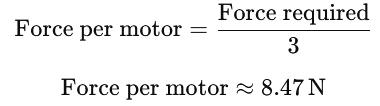 Force per motor = Force required / 3
Force per motor ≈ 8.47 N